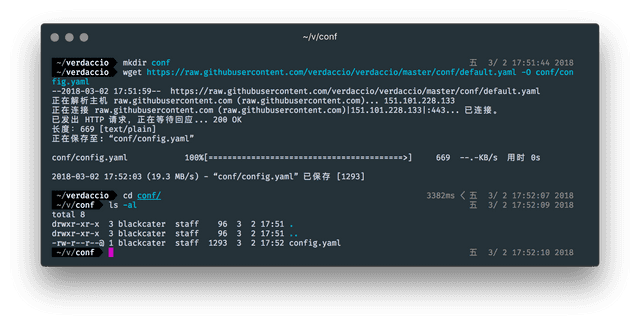 ~/v/conf
~/verdaccio mkdir conf 五 3/ 2 17:51:44 2018
~/verdaccio wget https://raw.githubusercontent.com/verdaccio/verdaccio/master/conf/default.yaml -O conf/con
fig.yaml
--2018-03-02 17:51:59-- https://raw.githubusercontent.com/verdaccio/verdaccio/master/conf/default.yaml
正在解析主机 raw.githubusercontent.com (raw.githubusercontent.com)... 151.101.228.133
正在连接 raw.githubusercontent.com (raw.githubusercontent.com)|151.101.228.133|:443... 已连接。
已发出 HTTP 请求，正在等待回应... 200 OK
长度：669 [text/plain]
正在保存至: “conf/config.yaml”
conf/config.yaml 100%[=========================================>] 669 --.-KB/s 用时 0s
2018-03-02 17:52:03 (19.3 MB/s) - “conf/config.yaml” 已保存 [1293]
~/verdaccio cd conf/ 3382ms < 五 3/ 2 17:52:07 2018
~/v/conf ls -al 五 3/ 2 17:52:09 2018
total 8
drwxr-xr-x 3 blackcater staff 96 3 2 17:51 .
drwxr-xr-x 3 blackcater staff 96 3 2 17:51 ..
-rw-r--r--@ 1 blackcater staff 1293 3 2 17:52 config.yaml
~/v/conf 五 3/ 2 17:52:10 2018